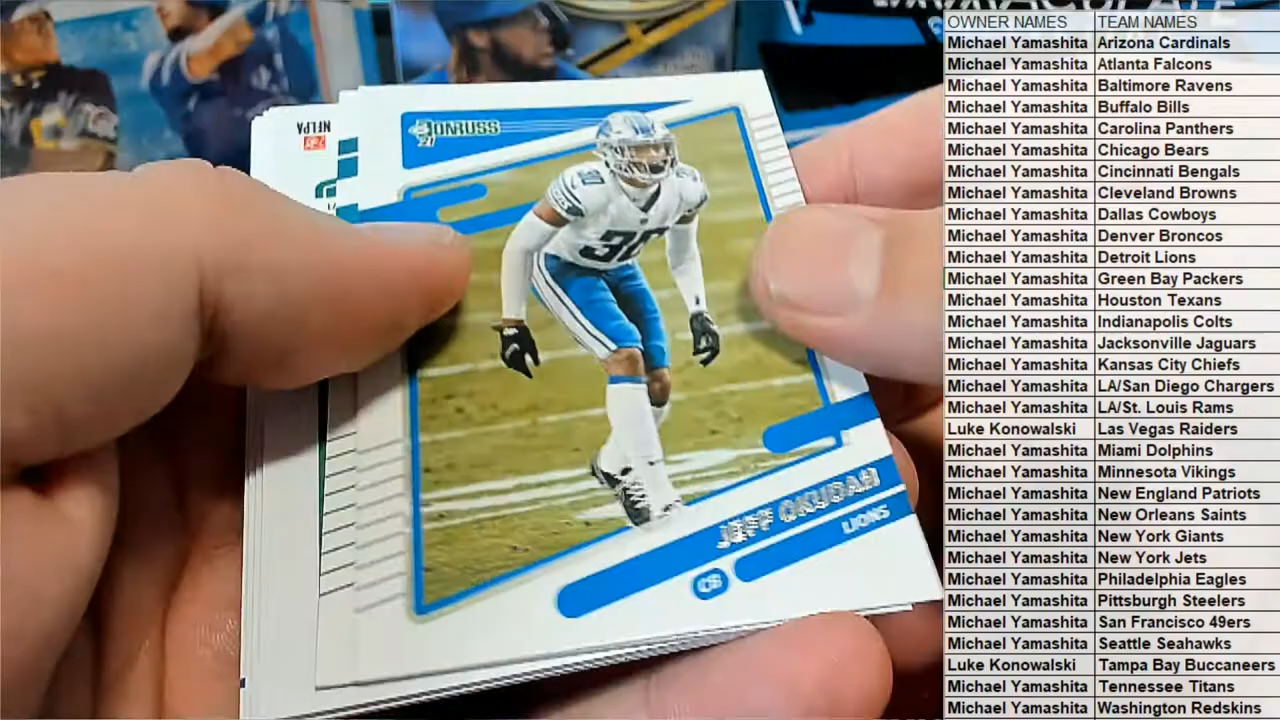 DONRUSS
21
NFLPA
30
30
JEFF OKUDAH
LIONS
CB
OWNER NAMES TEAM NAMES
Michael Yamashita Arizona Cardinals
Michael Yamashita Atlanta Falcons
Michael Yamashita Baltimore Ravens
Michael Yamashita Buffalo Bills
Michael Yamashita Carolina Panthers
Michael Yamashita Chicago Bears
Michael Yamashita Cincinnati Bengals
Michael Yamashita Cleveland Browns
Michael Yamashita Dallas Cowboys
Michael Yamashita Denver Broncos
Michael Yamashita Detroit Lions
Michael Yamashita Green Bay Packers
Michael Yamashita Houston Texans
Michael Yamashita Indianapolis Colts
Michael Yamashita Jacksonville Jaguars
Michael Yamashita Kansas City Chiefs
Michael Yamashita LA/San Diego Chargers
Michael Yamashita LA/St. Louis Rams
Luke Konowalski Las Vegas Raiders
Michael Yamashita Miami Dolphins
Michael Yamashita Minnesota Vikings
Michael Yamashita New England Patriots
Michael Yamashita New Orleans Saints
Michael Yamashita New York Giants
Michael Yamashita New York Jets
Michael Yamashita Philadelphia Eagles
Michael Yamashita Pittsburgh Steelers
Michael Yamashita San Francisco 49ers
Michael Yamashita Seattle Seahawks
Luke Konowalski Tampa Bay Buccaneers
Michael Yamashita Tennessee Titans
Michael Yamashita Washington Redskins